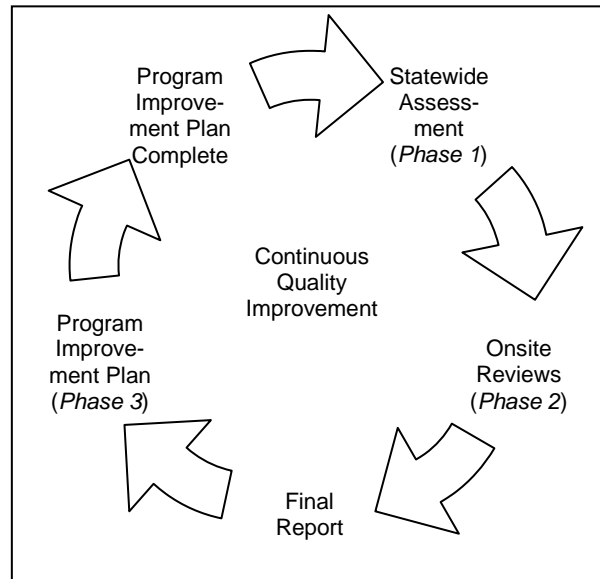 Program
Improve-
ment Plan
Complete
Statewide
Assess-
ment
(Phase 1)
Continuous
Quality
Improvement
Program
Improve-
ment Plan
(Phase 3)
Onsite
Reviews
(Phase 2)
Final
Report